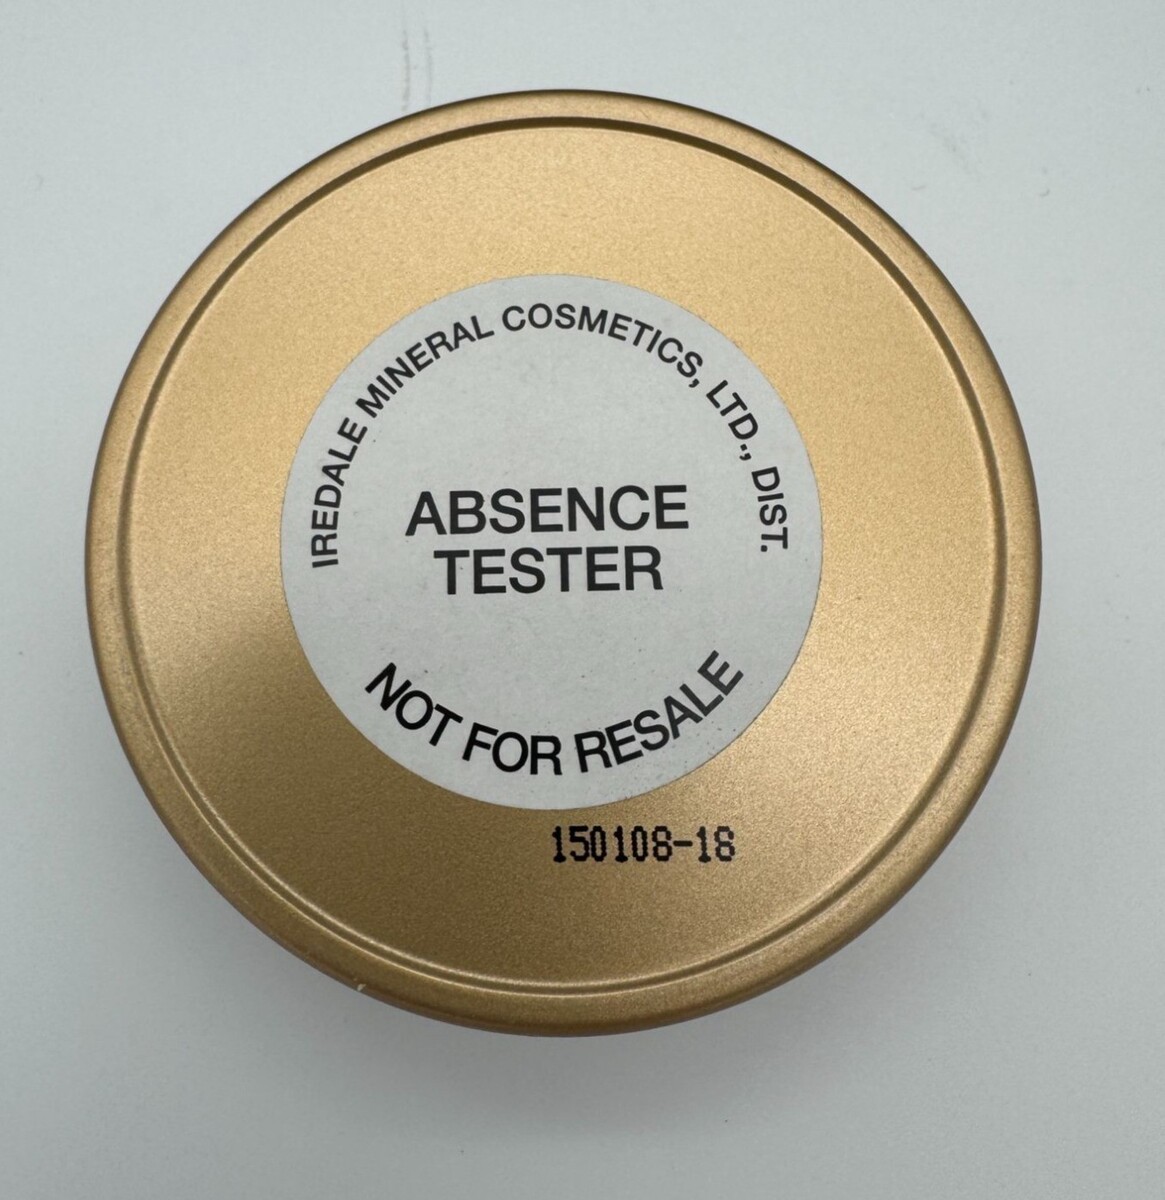 IREDALE MINERAL COSMETICS, LTD., DIST.
ABSENCE
TESTER
NOT FOR RESALE
150108-18